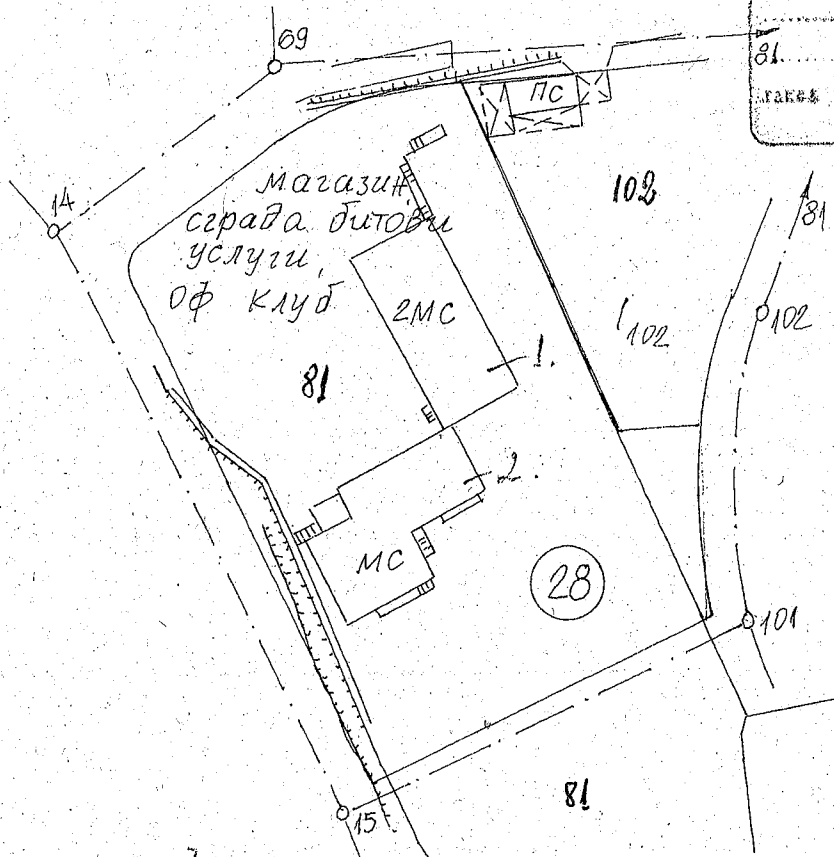 69
81
ПС
14
магазин,
сграда битови
услуги,
ОФ клуб
102
81
2МС
102
102
1.
81
2.
МС
28
101
81
15